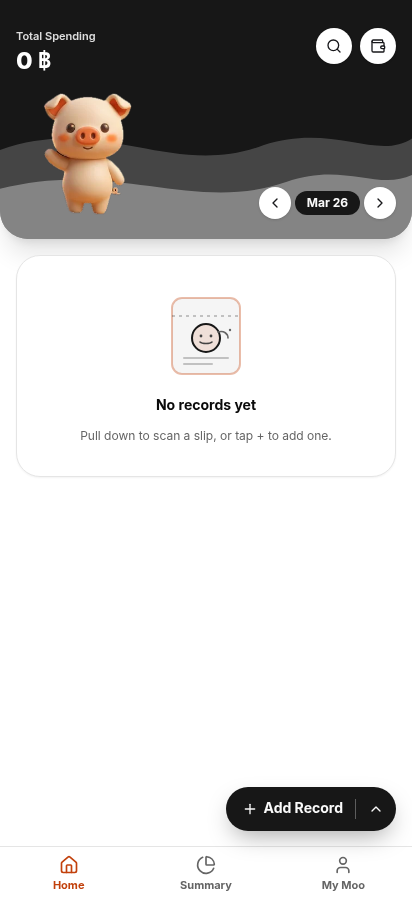 Total Spending
0 ฿
Mar 26
No records yet
Pull down to scan a slip, or tap + to add one.
+ Add Record
Home
Summary
My Moo